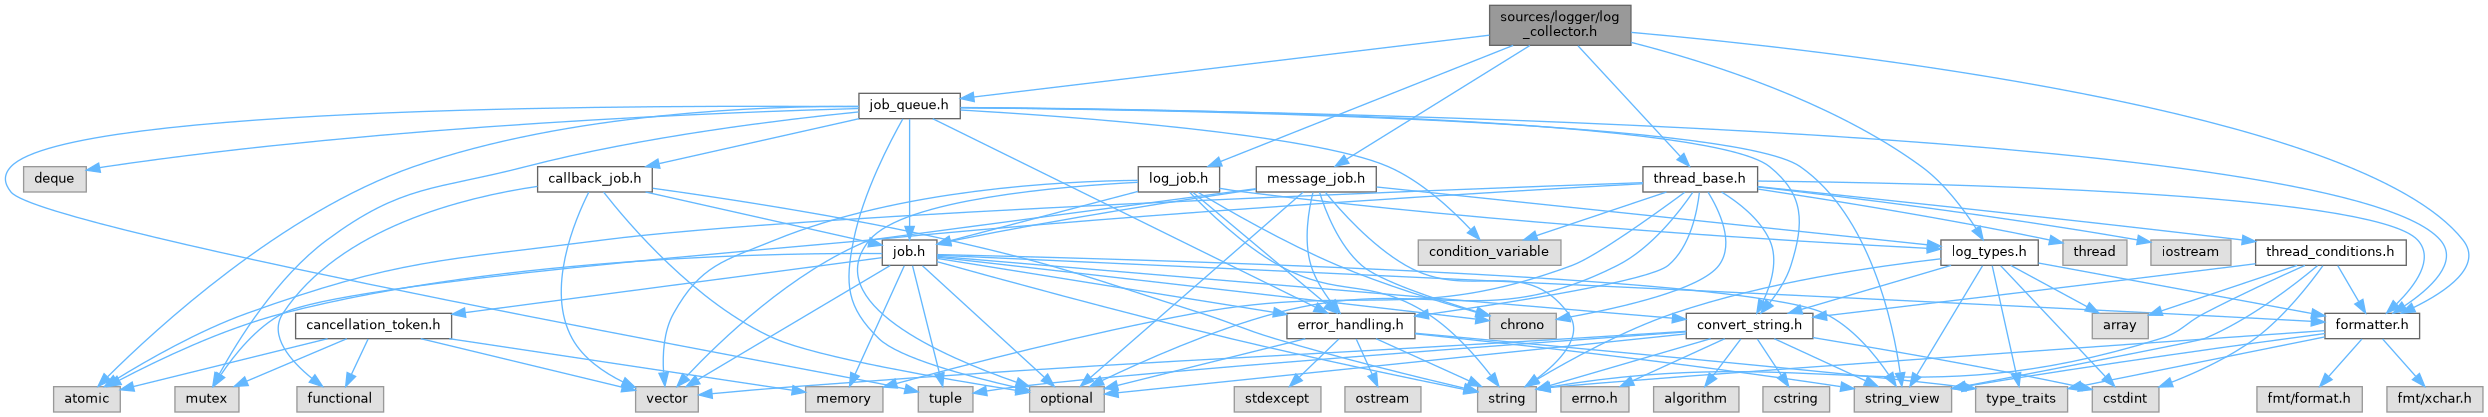 sources/logger/log
_collector.h
job_queue.h
deque
callback_job.h
log_job.h
message_job.h
thread_base.h
job.h
condition_variable
log_types.h
thread
iostream
thread_conditions.h
cancellation_token.h
error_handling.h
chrono
convert_string.h
array
formatter.h
atomic
mutex
functional
vector
memory
tuple
optional
stdexcept
ostream
string
errno.h
algorithm
cstring
string_view
type_traits
cstdint
fmt/format.h
fmt/xchar.h